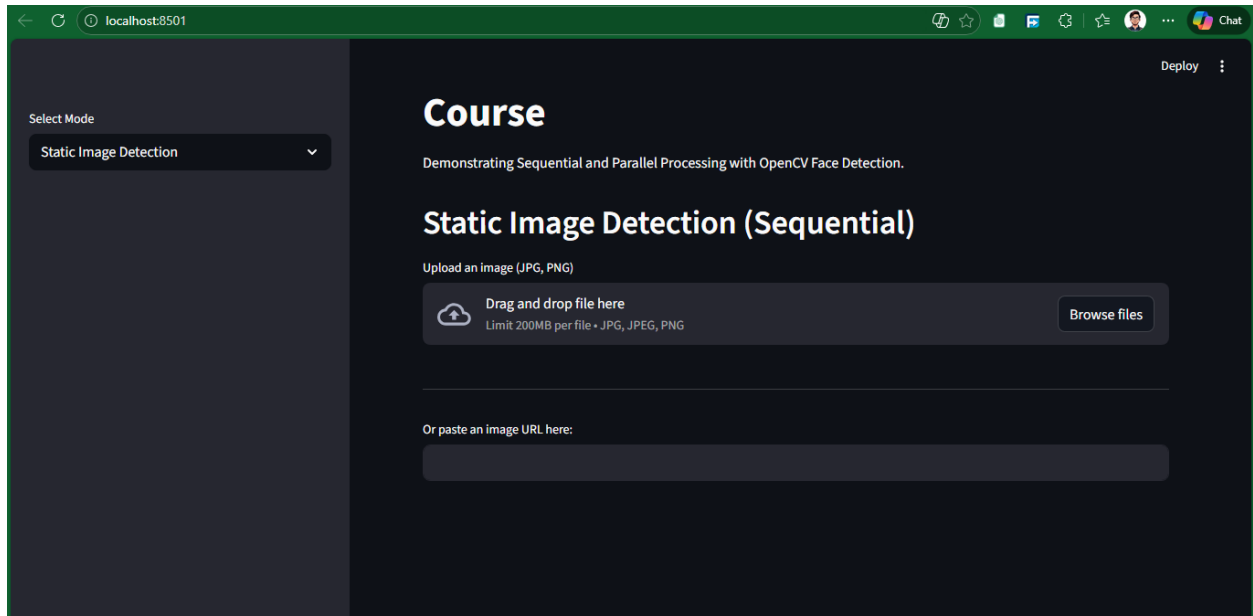 localhost:8501
Chat
Deploy
Select Mode
Static Image Detection
Course
Demonstrating Sequential and Parallel Processing with OpenCV Face Detection.
Static Image Detection (Sequential)
Upload an image (JPG, PNG)
Drag and drop file here
Limit 200MB per file • JPG, JPEG, PNG
Browse files
Or paste an image URL here: